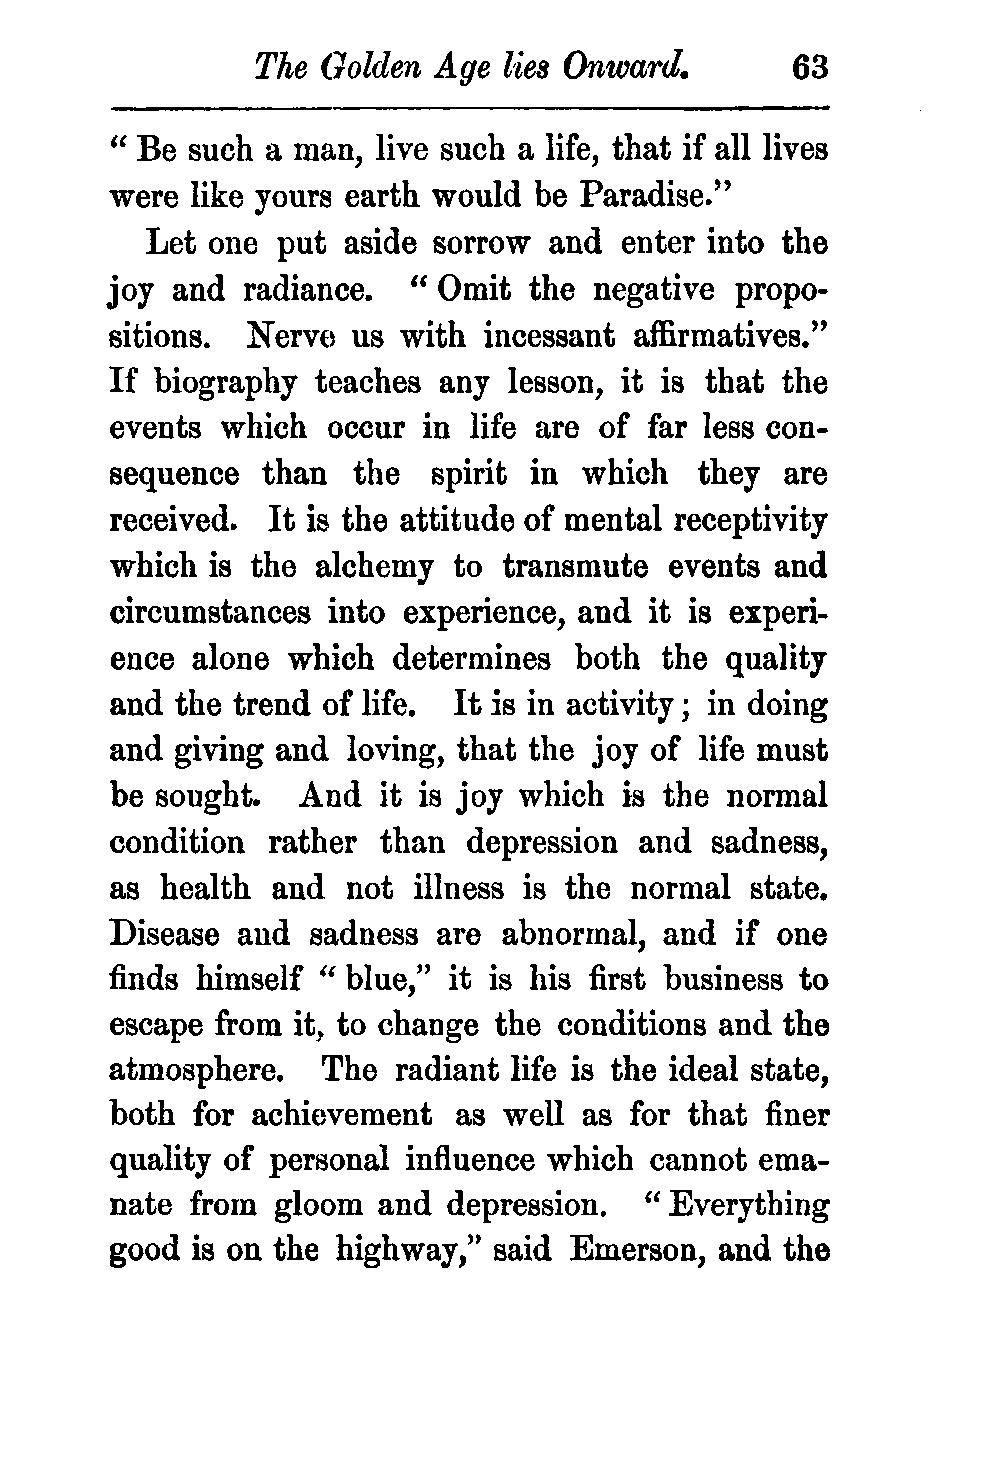 The Golden Age lies Onward. 63
“ Be such a man, live such a life, that if all lives
were like yours earth would be Paradise.”
Let one put aside sorrow and enter into the
joy and radiance. “ Omit the negative propo-
sitions. Nerve us with incessant affirmatives.”
If biography teaches any lesson, it is that the
events which occur in life are of far less con-
sequence than the spirit in which they are
received. It is the attitude of mental receptivity
which is the alchemy to transmute events and
circumstances into experience, and it is experi-
ence alone which determines both the quality
and the trend of life. It is in activity ; in doing
and giving and loving, that the joy of life must
be sought. And it is joy which is the normal
condition rather than depression and sadness,
as health and not illness is the normal state.
Disease and sadness are abnormal, and if one
finds himself “ blue,” it is his first business to
escape from it, to change the conditions and the
atmosphere. The radiant life is the ideal state,
both for achievement as well as for that finer
quality of personal influence which cannot ema-
nate from gloom and depression. “ Everything
good is on the highway,” said Emerson, and the